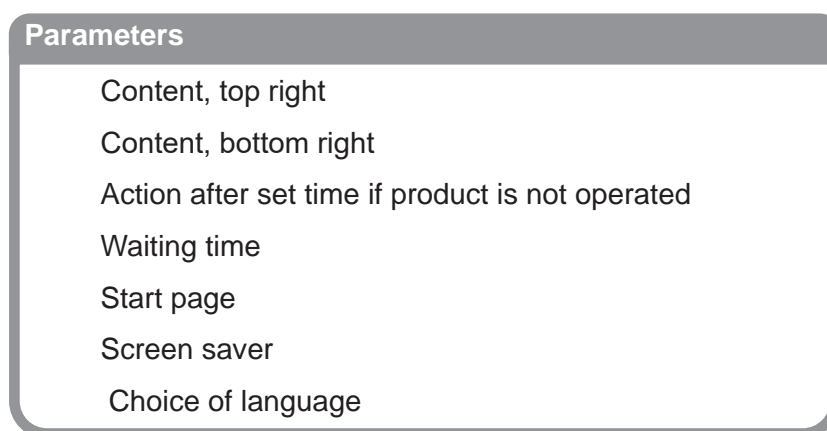 Parameters
Content, top right
Content, bottom right
Action after set time if product is not operated
Waiting time
Start page
Screen saver
Choice of language